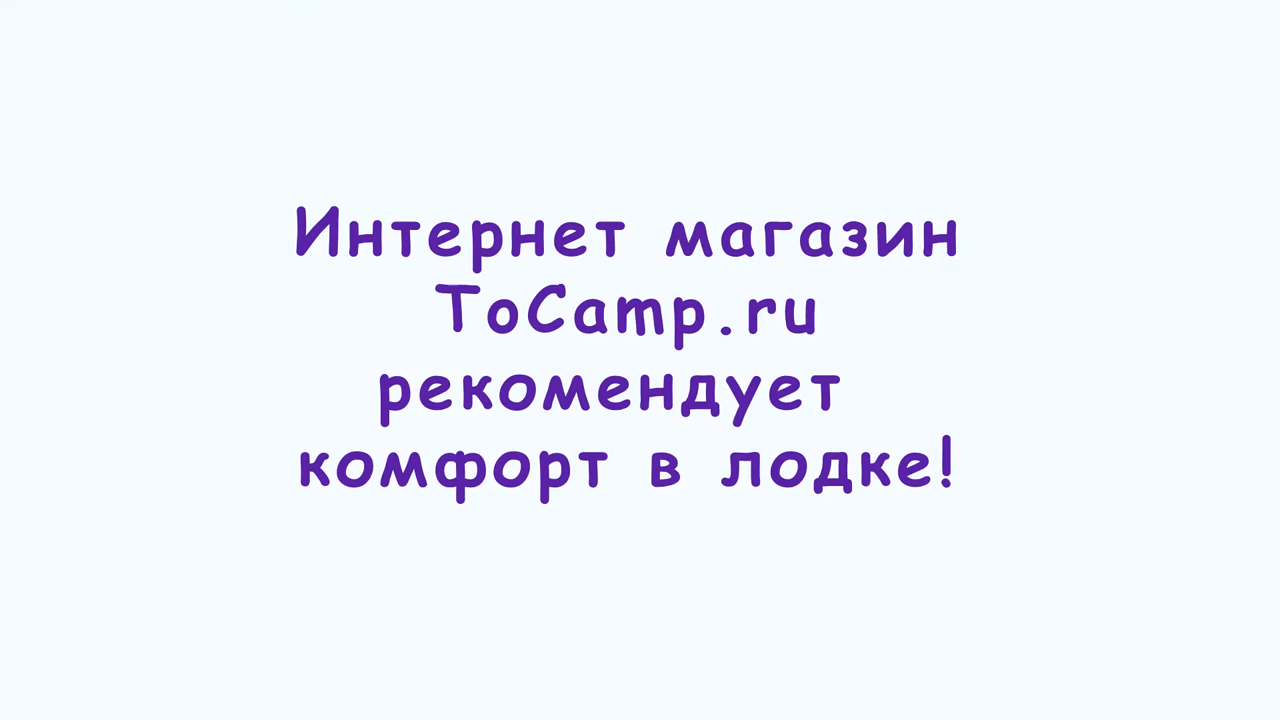 Интернет магазин
ToCamp.ru
рекомендует
комфорт в лодке!